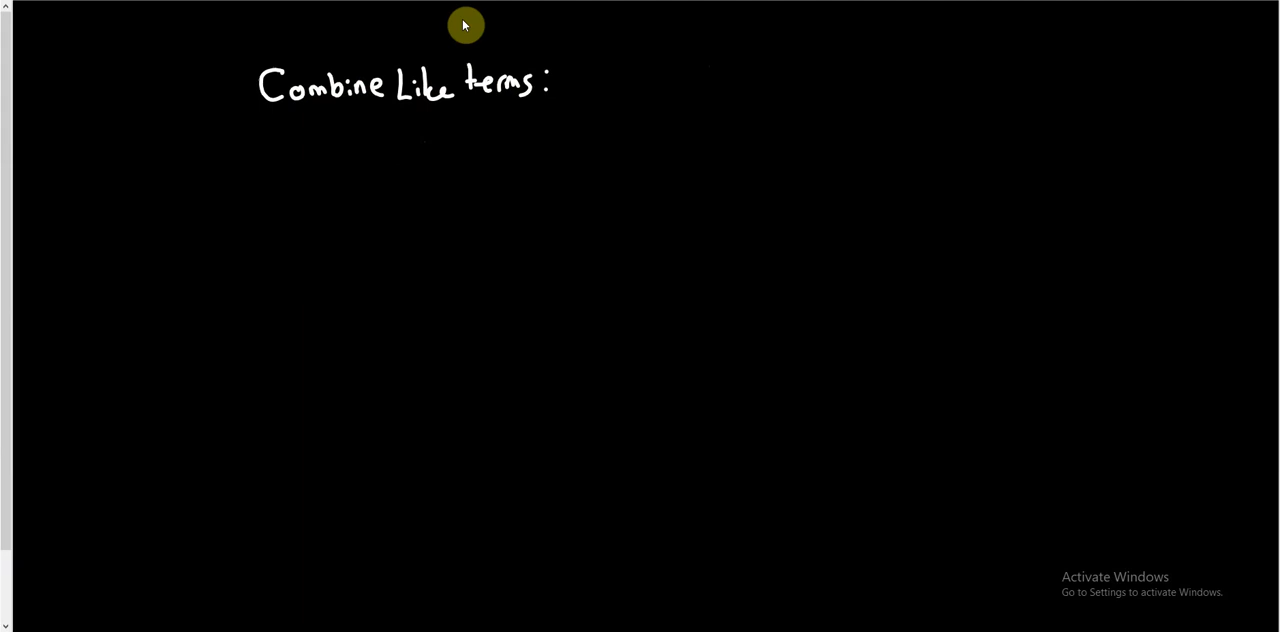 Combine Like terms:
Activate Windows
Go to Settings to activate Windows.